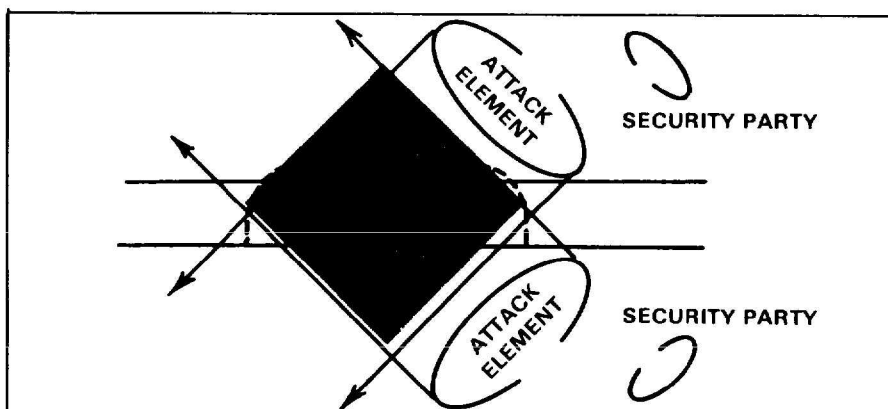 ATTACK
ELEMENT
SECURITY PARTY
ATTACK
ELEMENT
SECURITY PARTY